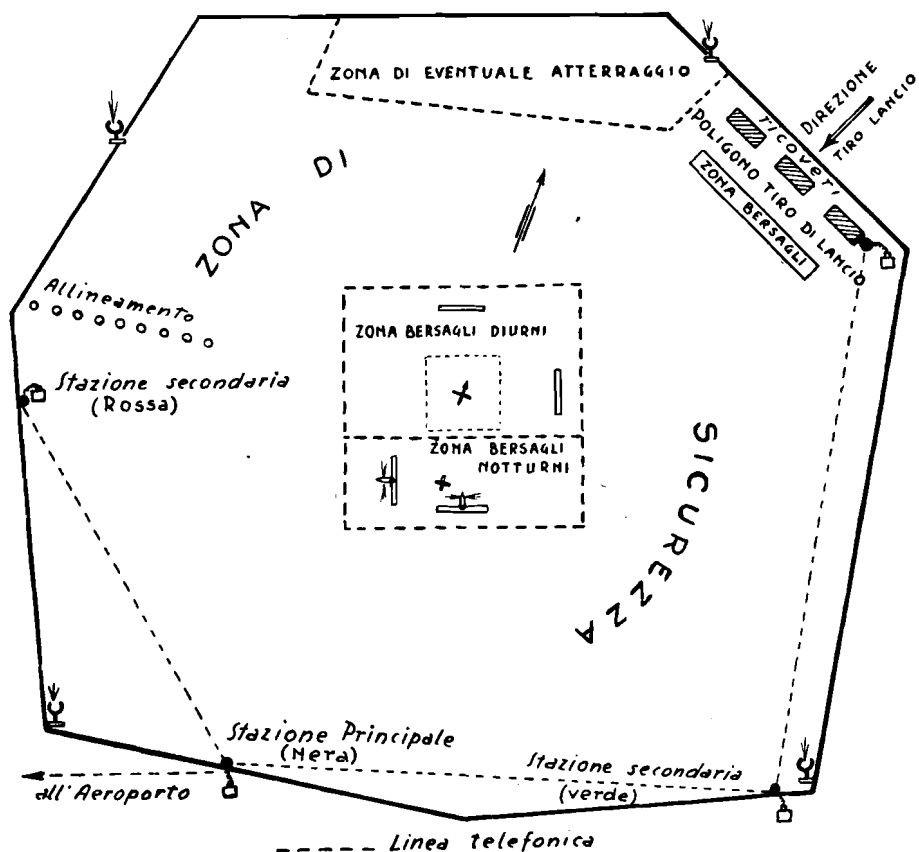 ZONA DI EVENTUALE ATTERRAGGIO
DIREZIONE
TIRO LANCIO
ricoveri
POLIGONO TIRO DI LANCIO
ZONA BERSAGLI
ZONA DI
SICUREZZA
Allineamento
ZONA BERSAGLI DIURNI
Stazione secondaria
(Rossa)
ZONA BERSAGLI
NOTTURNI
Stazione Principale
(Nera)
Stazione secondaria
(verde)
all'Aeroporto
Linea telefonica